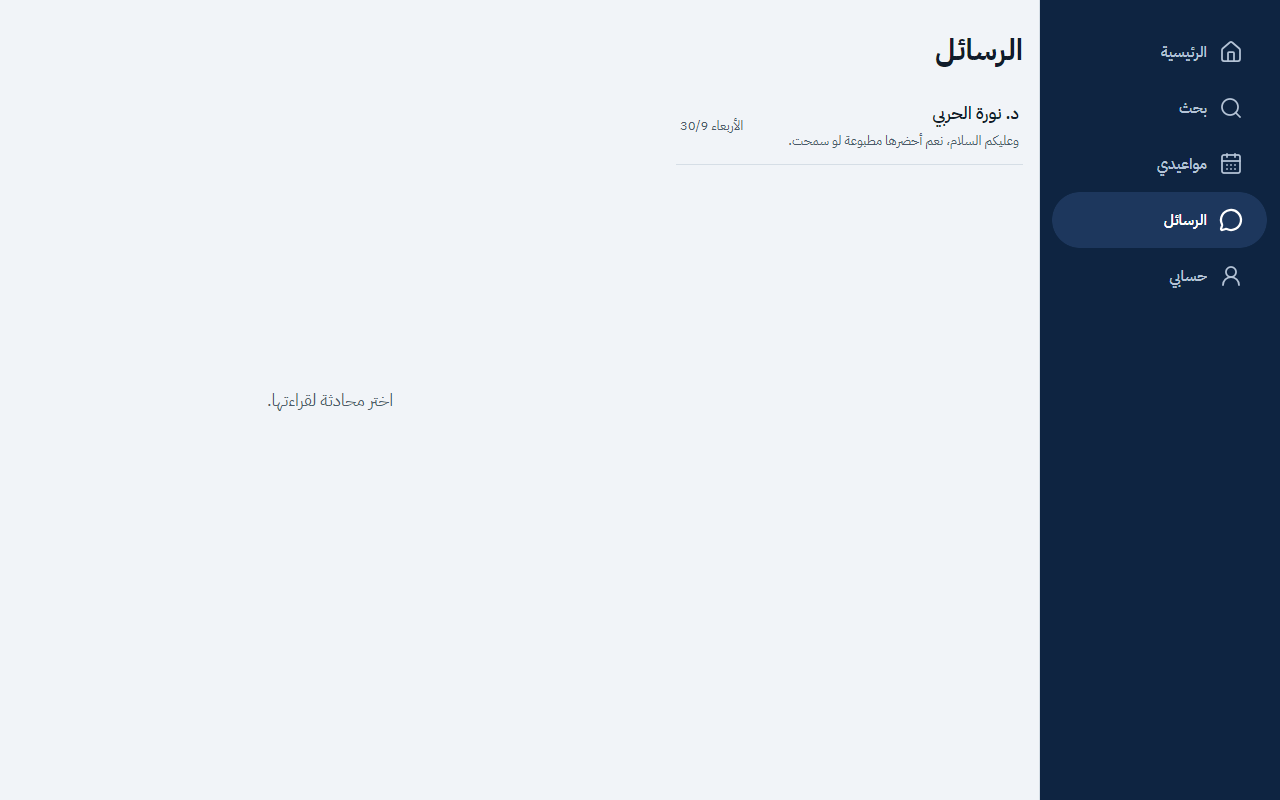 الرئيسية
بحث
مواعيدي
الرسائل
حسابي
الرسائل
د. نورة الحربي
وعليكم السلام، نعم أحضرها مطبوعة لو سمحت.
الأربعاء 30/9
اختر محادثة لقراءتها.